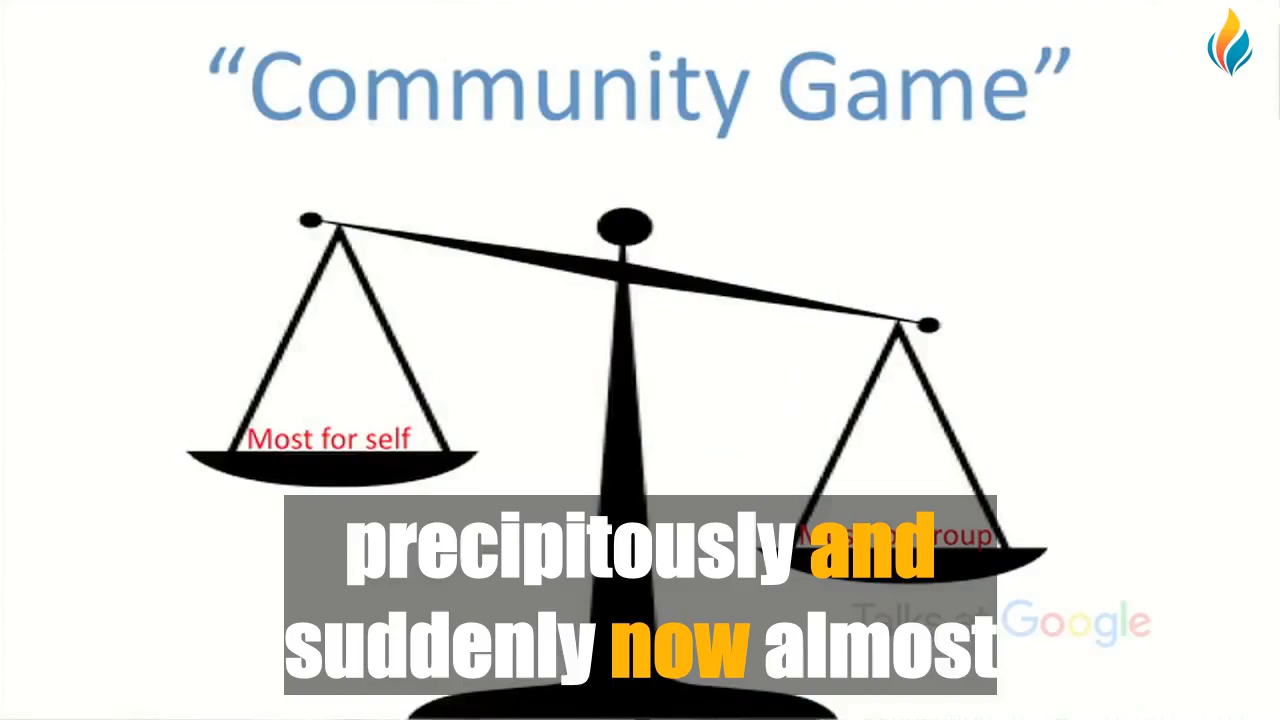 “Community Game”
Most for self
precipitously and
suddenly now almost
Talks at Google